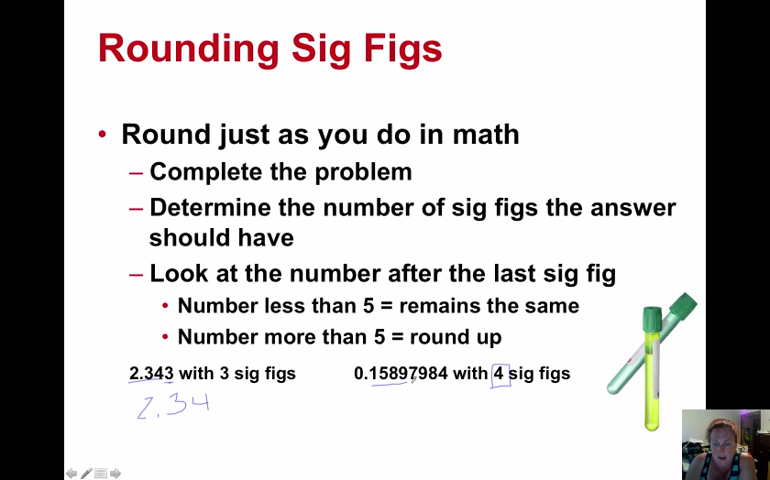 Rounding Sig Figs
• Round just as you do in math
– Complete the problem
– Determine the number of sig figs the answer
should have
– Look at the number after the last sig fig
• Number less than 5 = remains the same
• Number more than 5 = round up
2.343 with 3 sig figs 0.15897984 with 4 sig figs
2.34